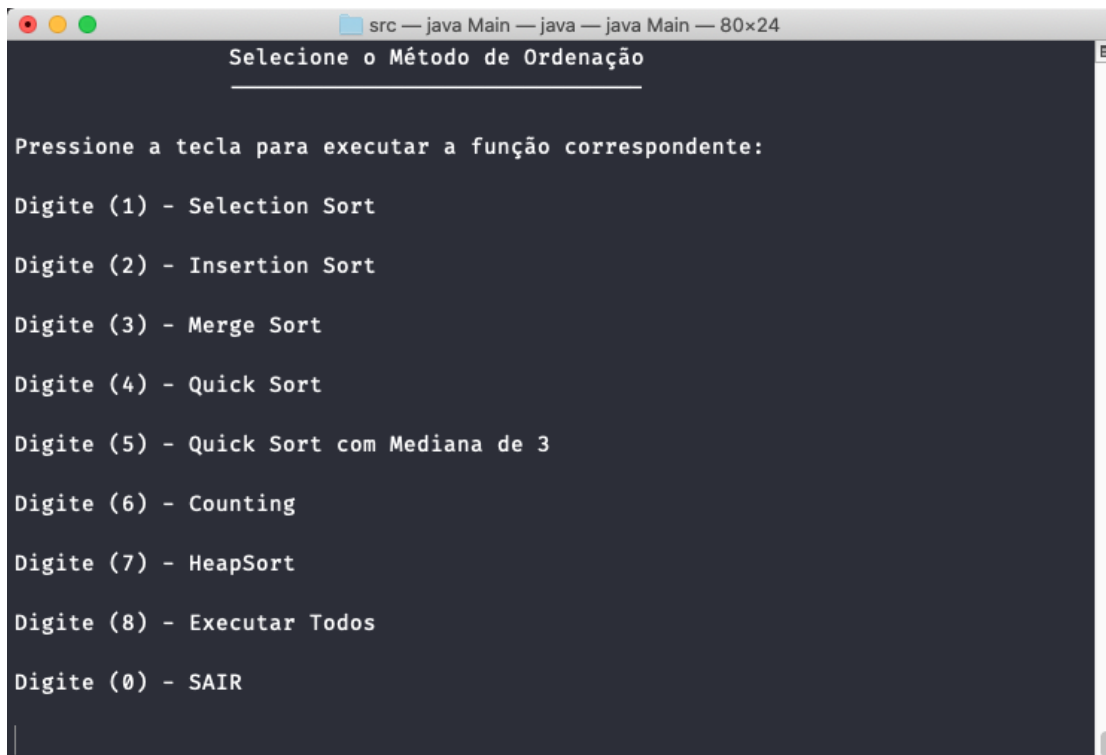 src — java Main — java — java Main — 80×24
Selecione o Método de Ordenação
Pressione a tecla para executar a função correspondente:
Digite (1) - Selection Sort
Digite (2) - Insertion Sort
Digite (3) - Merge Sort
Digite (4) - Quick Sort
Digite (5) - Quick Sort com Mediana de 3
Digite (6) - Counting
Digite (7) - HeapSort
Digite (8) - Executar Todos
Digite (0) - SAIR